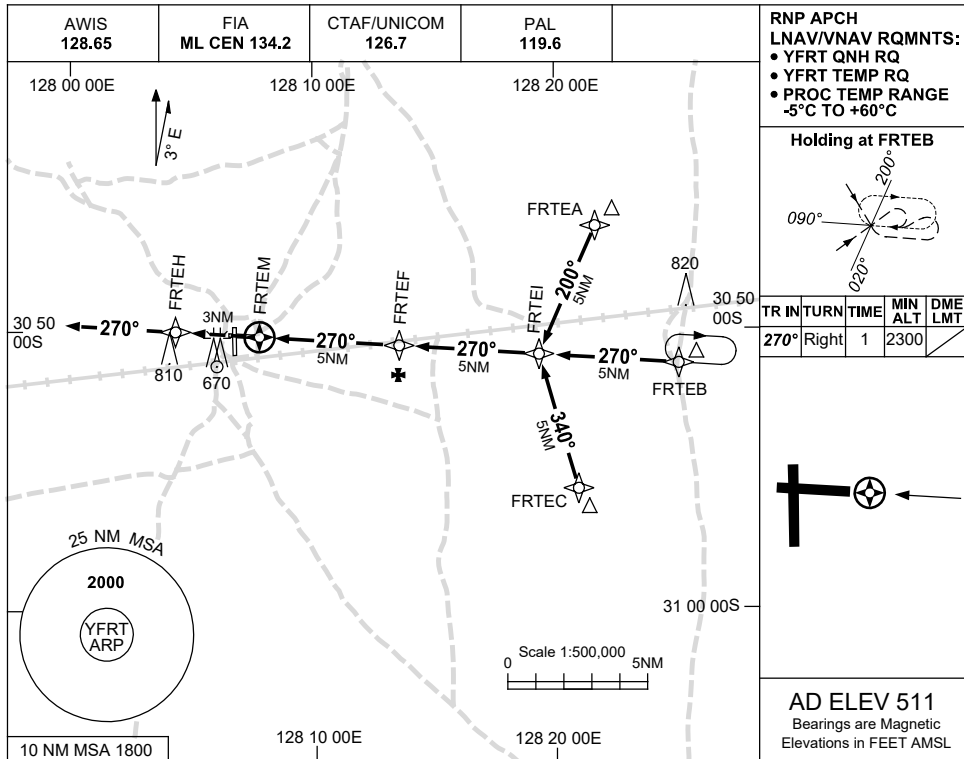 AWIS
128.65
FIA
ML CEN 134.2
CTAF/UNICOM
126.7
PAL
119.6
RNP APCH
LNAV/VNAV RQMNTS:
• YFRT QNH RQ
• YFRT TEMP RQ
• PROC TEMP RANGE
-5°C TO +60°C
128 00 00E
128 10 00E
128 20 00E
3° E
Holding at FRTEB
200°
090°
020°
FRTEA
200°
5NM
820
FRTEH
FRTEM
FRTEF
FRTEI
30 50
00S
30 50
00S
270°
3NM
270°
5NM
270°
5NM
270°
5NM
810
670
FRTEB
340°
5NM
FRTEC
TR IN
TURN
TIME
MIN
ALT
DME
LMT
270°
Right
1
2300
25 NM MSA
2000
YFRT
ARP
31 00 00S
Scale 1:500,000
0
5NM
10 NM MSA 1800
128 10 00E
128 20 00E
AD ELEV 511
Bearings are Magnetic
Elevations in FEET AMSL